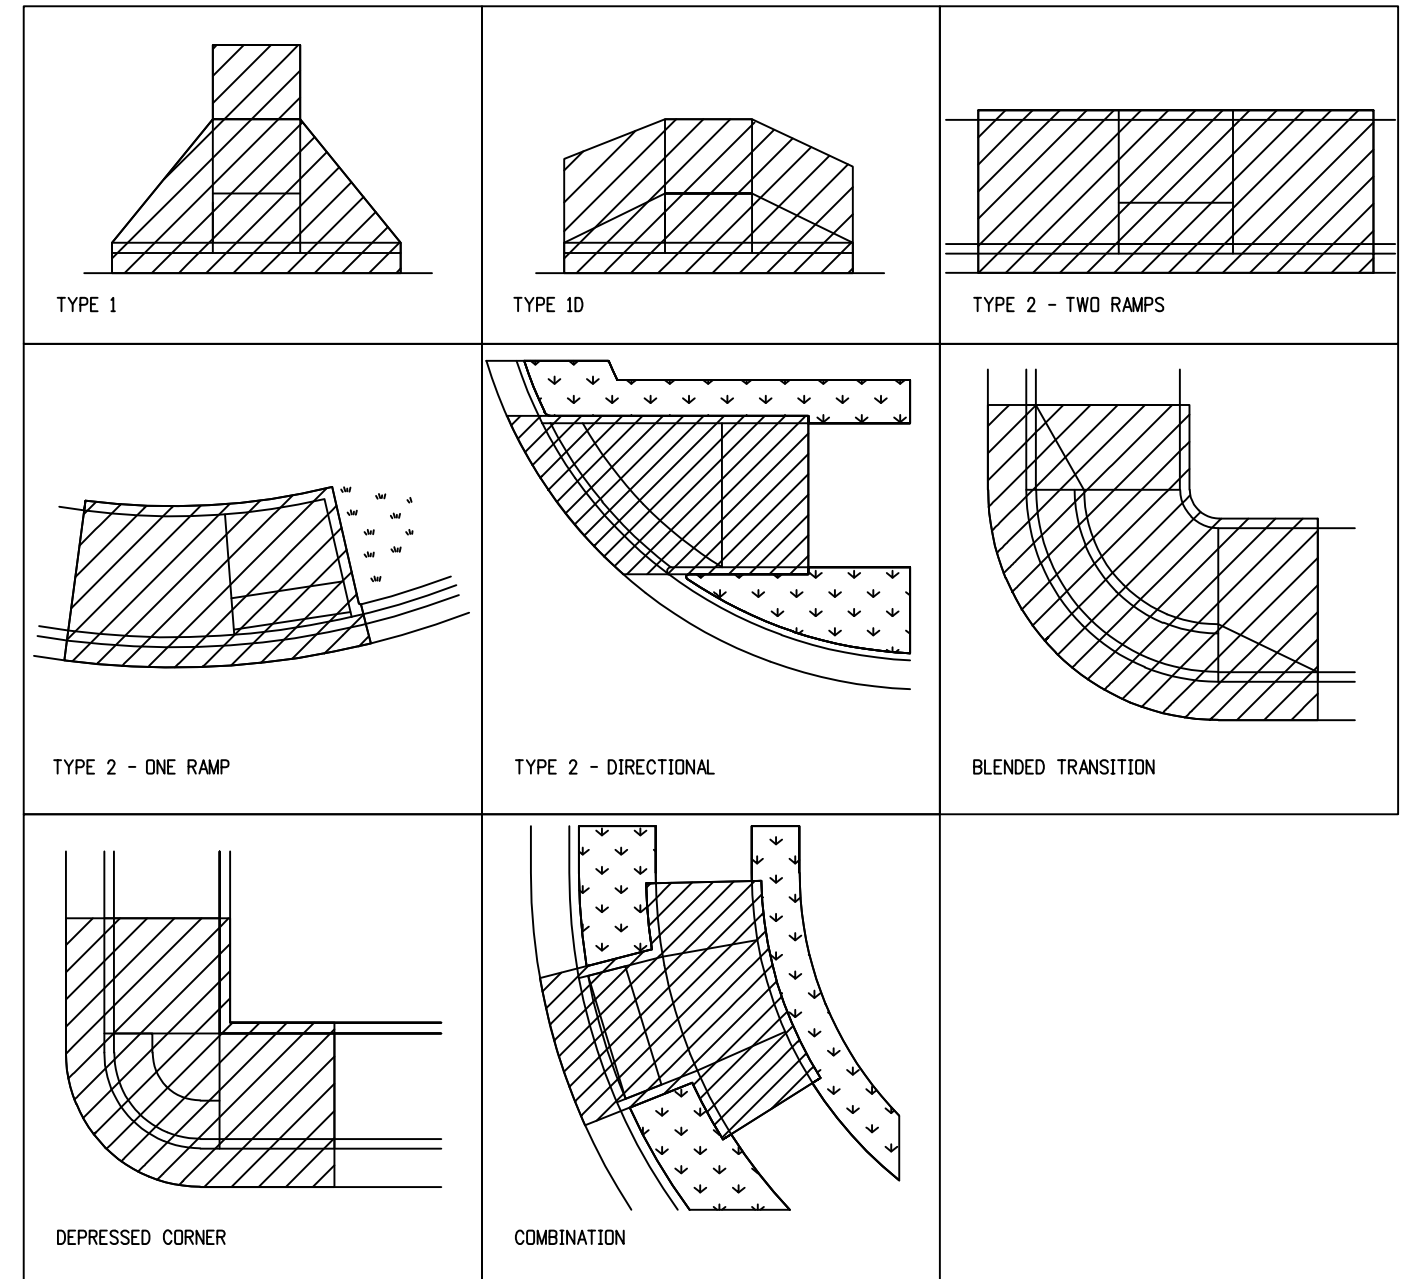 TYPE 1
TYPE 1D
TYPE 2 - TWO RAMPS
TYPE 2 - ONE RAMP
TYPE 2 - DIRECTIONAL
BLENDED TRANSITION
DEPRESSED CORNER
COMBINATION